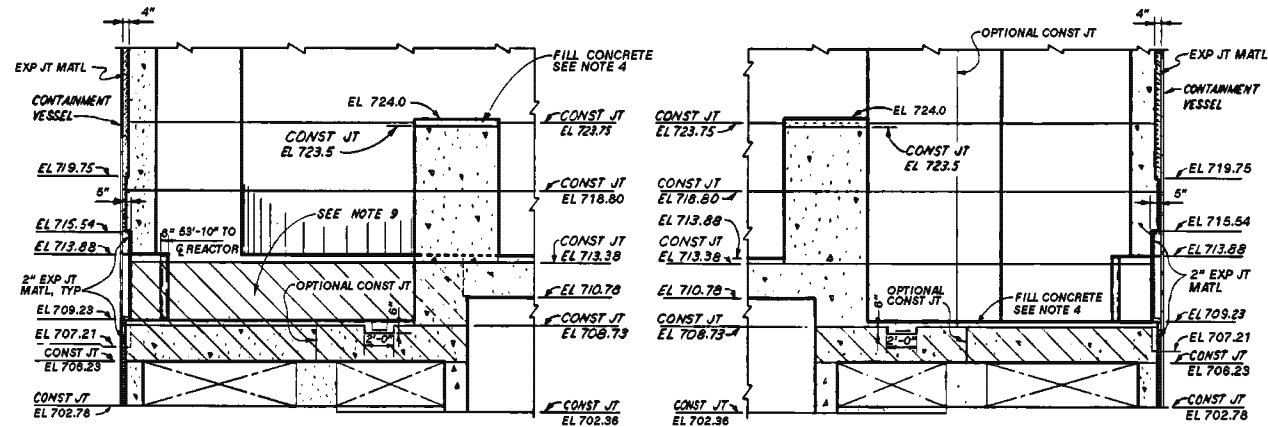 4"
EXP JT MATL
CONTAINMENT
VESSEL
FILL CONCRETE
SEE NOTE 4
EL 724.0
CONST JT
EL 723.75
CONST JT
EL 723.5
EL 719.75
CONST JT
EL 718.80
5"
EL 715.54
SEE NOTE 9
EL 713.88
6" 53'-10" TO
℄ REACTOR
CONST JT
EL 713.38
2" EXP JT
MATL, TYP
OPTIONAL CONST JT
EL 710.78
EL 709.23
6"
CONST JT
EL 708.73
EL 707.21
2'-0"
CONST JT
EL 706.23
CONST JT
EL 702.78
CONST JT
EL 702.36
4"
OPTIONAL CONST JT
EXP JT MATL
CONTAINMENT
VESSEL
EL 724.0
CONST JT
EL 723.75
CONST JT
EL 723.5
EL 719.75
CONST JT
EL 718.80
5"
EL 713.88
EL 715.54
CONST JT
EL 713.38
EL 713.88
2" EXP JT
MATL
OPTIONAL
CONST JT
EL 710.78
6"
FILL CONCRETE
SEE NOTE 4
EL 709.23
CONST JT
EL 708.73
2'-0"
EL 707.21
CONST JT
EL 706.23
CONST JT
EL 702.36
CONST JT
EL 702.78